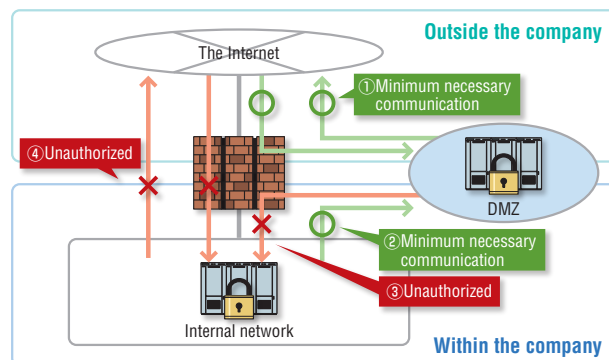 Outside the company
The Internet
①Minimum necessary
communication
④Unauthorized
DMZ
②Minimum necessary
communication
③Unauthorized
Internal network
Within the company